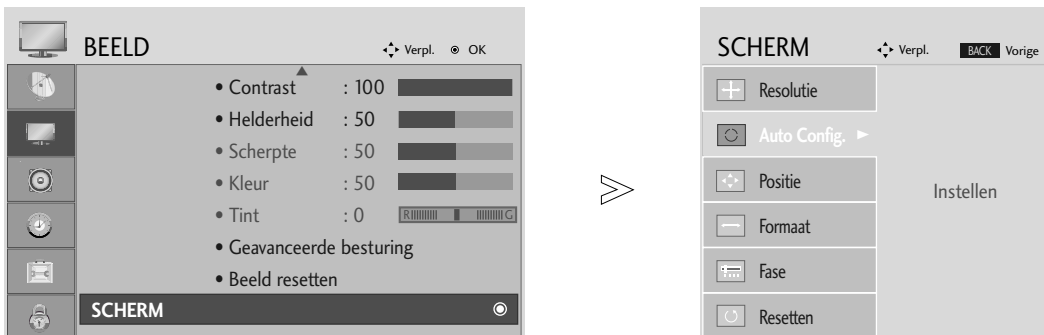 BEELD
Verpl. OK
• Contrast : 100
• Helderheid : 50
• Scherpte : 50
• Kleur : 50
• Tint : 0 R G
• Geavanceerde besturing
• Beeld resetten
SCHERM
SCHERM
Verpl. BACK Vorige
Resolutie
Auto Config. ►
Positie
Formaat
Fase
Resetten
Instellen